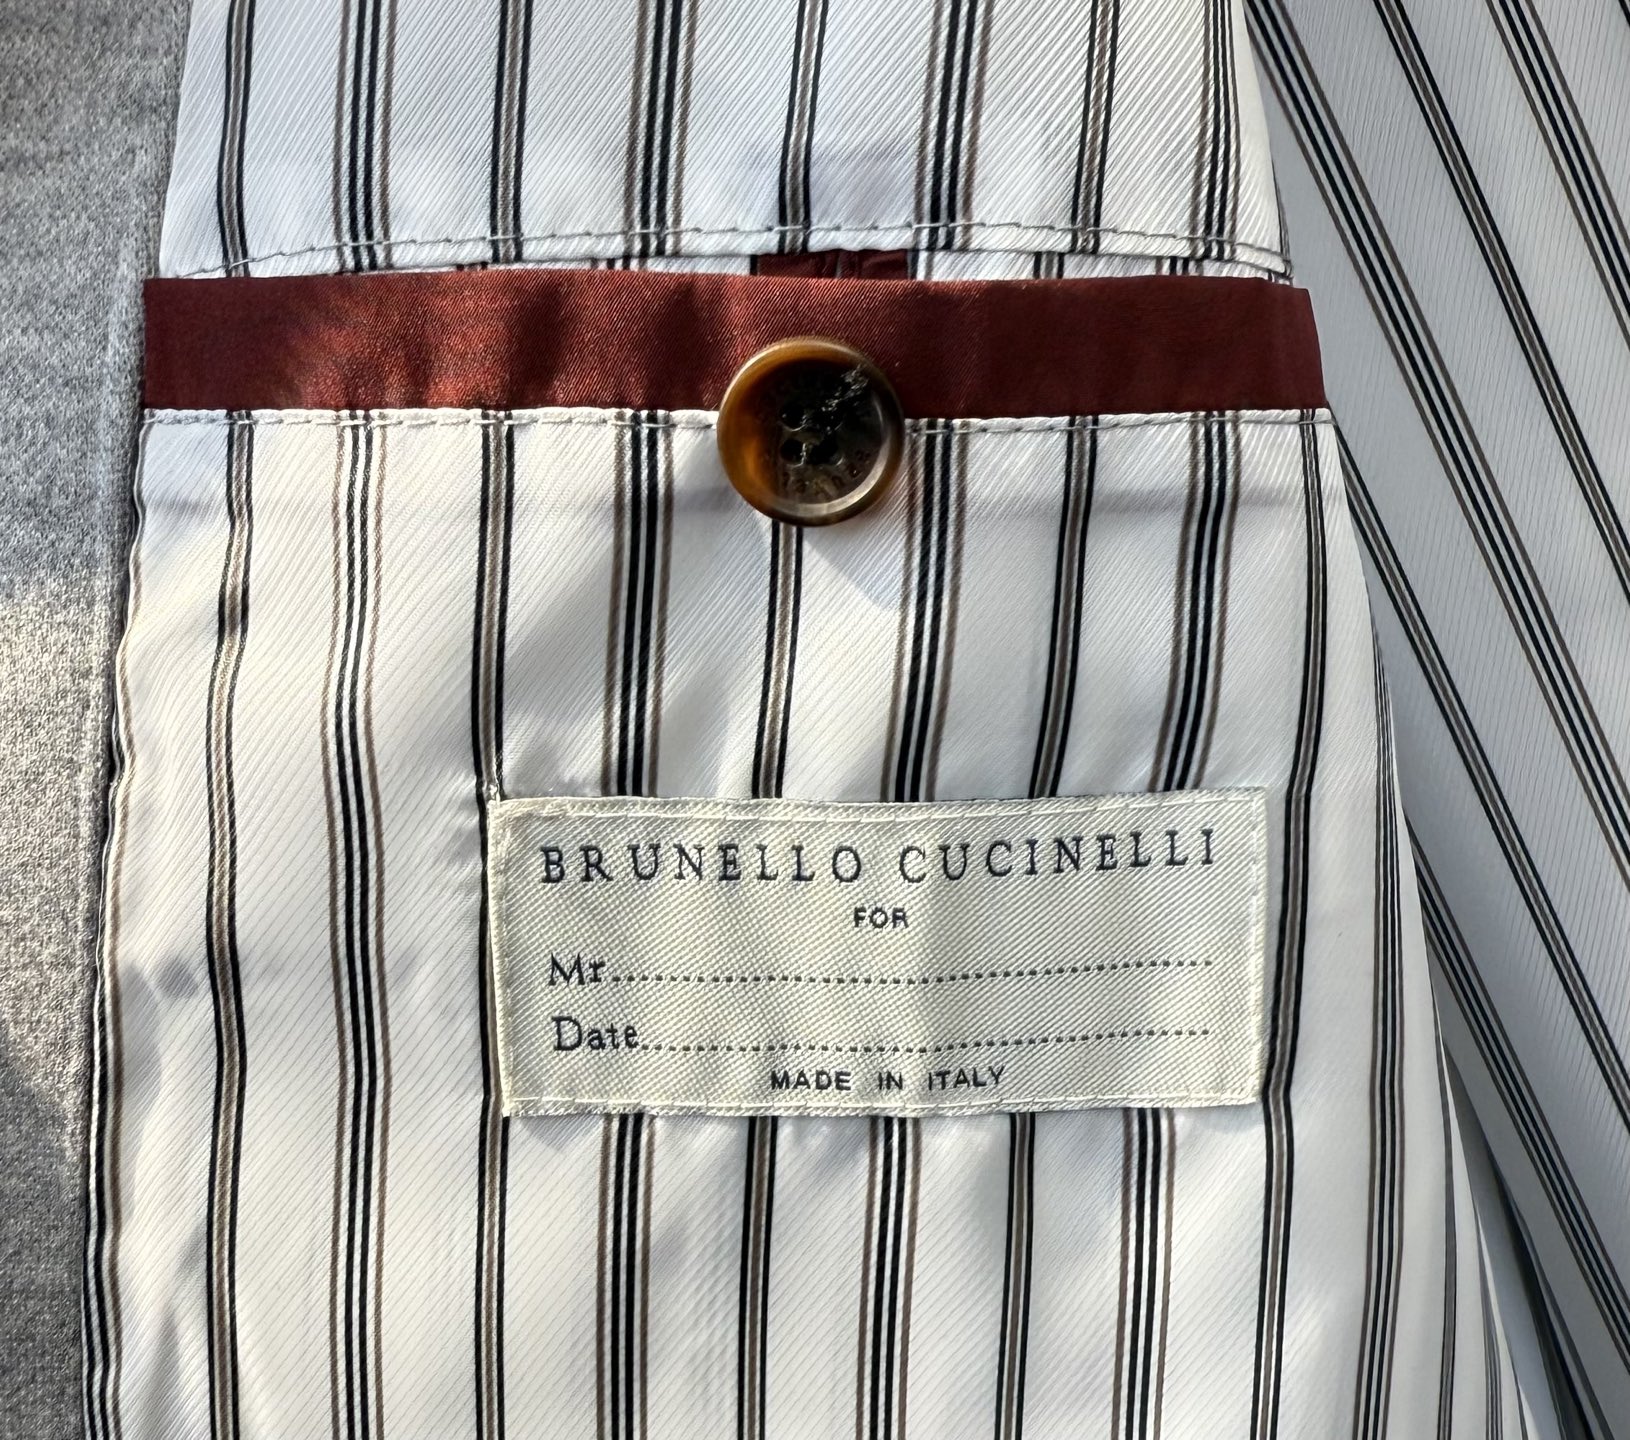 BRUNELLO CUCINELLI
FOR
Mr........................................................
Date....................................................
MADE IN ITALY